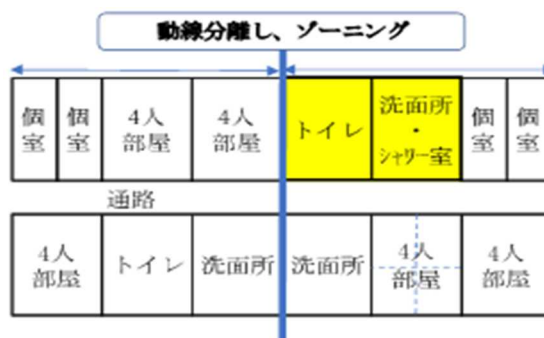 動線分離し、ゾーニング
個室
個室
4人
部屋
4人
部屋
トイレ
洗面所
・
シャワー室
個室
個室
通路
4人
部屋
トイレ
洗面所
洗面所
4人
部屋
4人
部屋